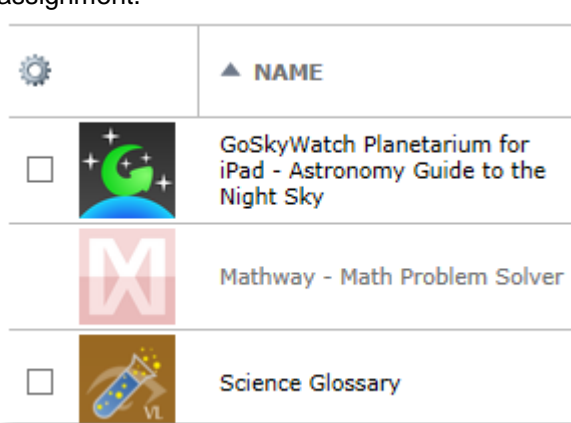 assignment.
NAME
GoSkyWatch Planetarium for
iPad - Astronomy Guide to the
Night Sky
Mathway - Math Problem Solver
Science Glossary
VL